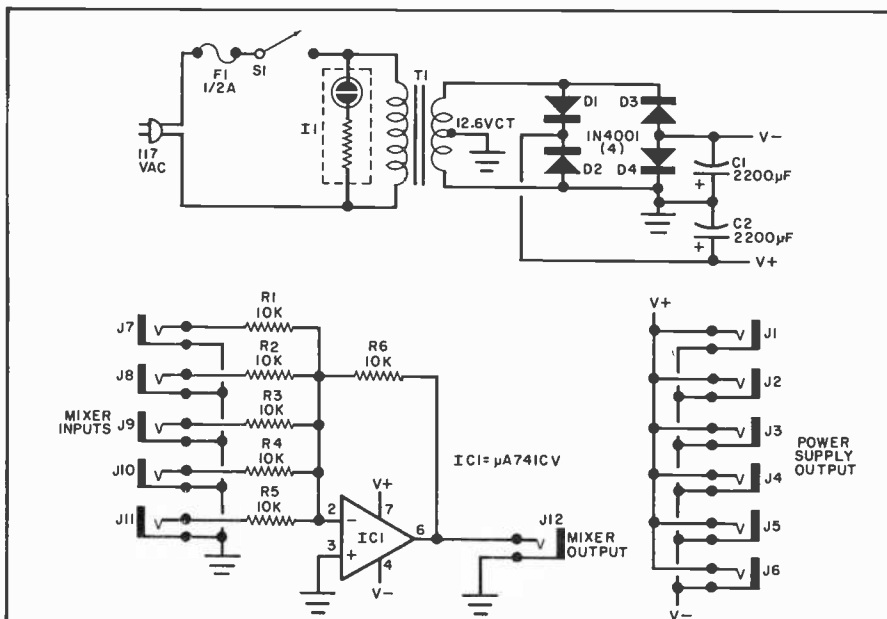 F1
1/2A
S1
I1
117
VAC
T1
12.6VCT
D1
D3
1N4001
(4)
D2
D4
V-
C1
2200µF
+
C2
2200µF
+
V+
J7
V
R1
10K
J8
V
R2
10K
R6
10K
MIXER
INPUTS
J9
V
R3
10K
J10
V
R4
10K
J11
V
R5
10K
IC1=µA741CV
2
-
V+
7
IC1
6
3
+
4
V-
J12
V
MIXER
OUTPUT
V+
V
J1
V
J2
V
J3
POWER
SUPPLY
OUTPUT
V
J4
V
J5
V
J6
V-